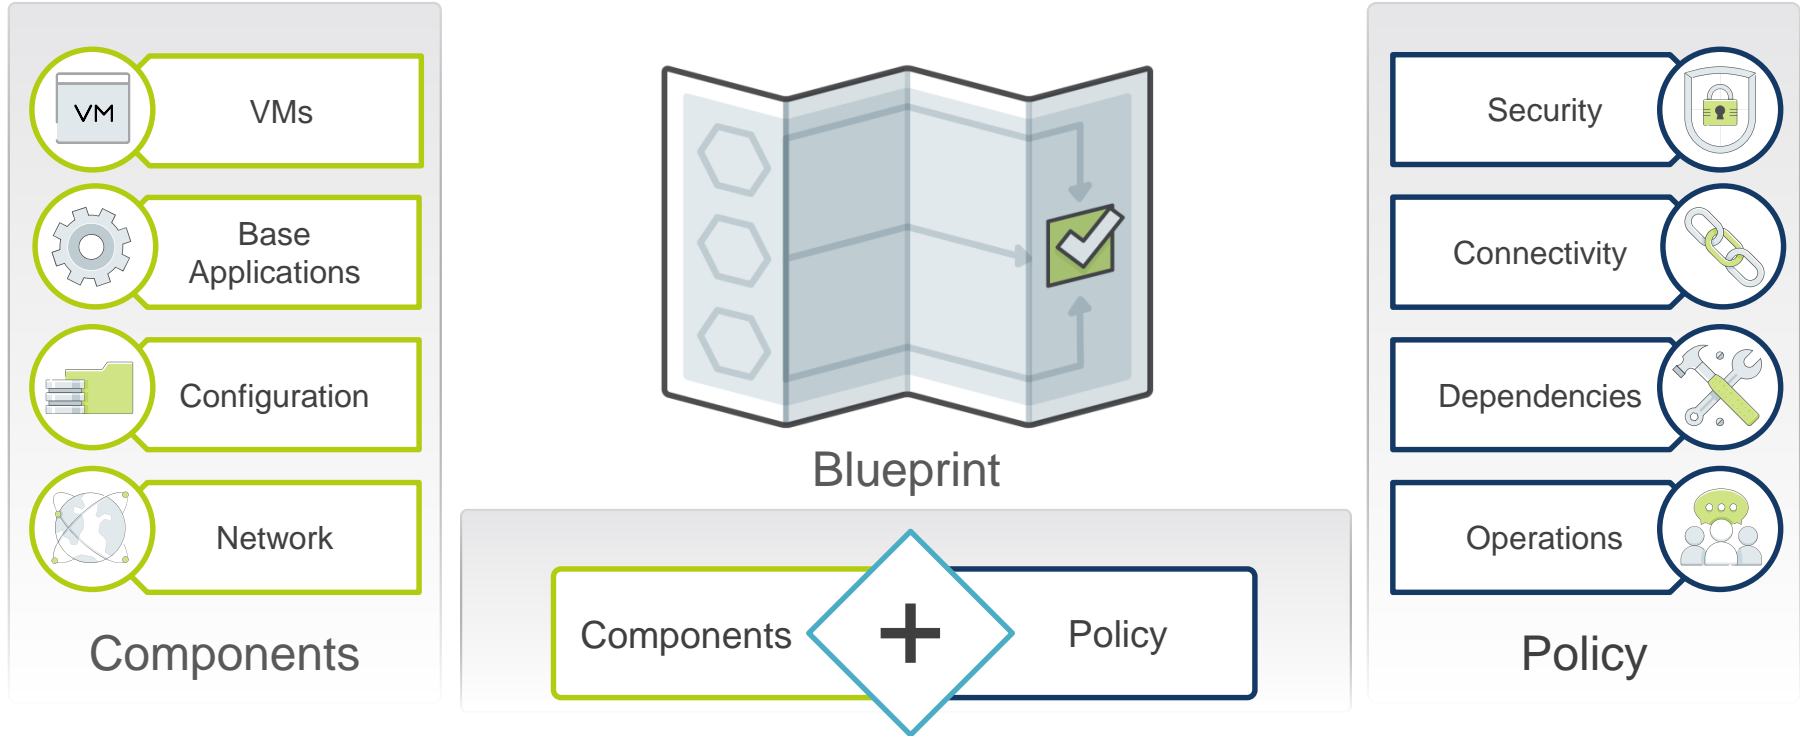 VM
VMs
Base
Applications
Configuration
Network
Components
Blueprint
Components
+
Policy
Security
Connectivity
Dependencies
Operations
Policy